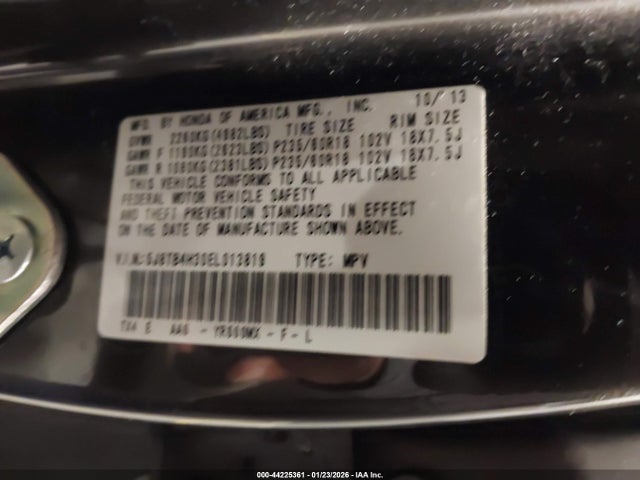 MFD. BY HONDA OF AMERICA MFG., INC. 10/13
GVWR 2260KG(4982LBS) TIRE SIZE RIM SIZE
GAWR F 1190KG(2623LBS) P235/60R18 102V 18X7.5J
GAWR R 1080KG(2381LBS) P235/60R18 102V 18X7.5J
THIS VEHICLE CONFORMS TO ALL APPLICABLE
FEDERAL MOTOR VEHICLE SAFETY
AND THEFT PREVENTION STANDARDS IN EFFECT
ON THE DATE OF MANUFACTURE SHOWN ABOVE.
V.I.N.: 5J8TB4H30EL013819 TYPE: MPV
TX4 E AA0 - F - L
000-44225361 - 01/23/2026 - IAA Inc.